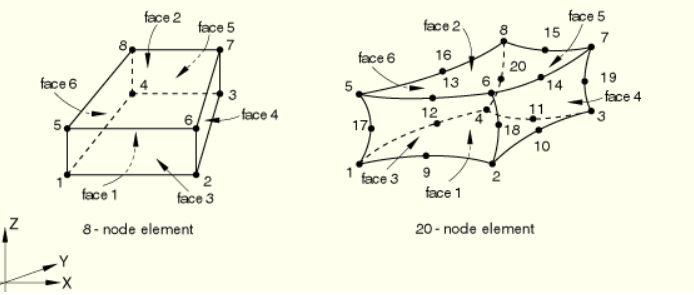 face 2
face 5
8
7
face 6
4
3
5
6
face 4
1
2
face 1
face 3
8 - node element
8
15
face 5
face 2
7
16
face 6
20
5
13
6
14
19
face 4
12
4
11
3
17
18
10
1
9
2
face 3
face 1
20 - node element
Z
Y
X